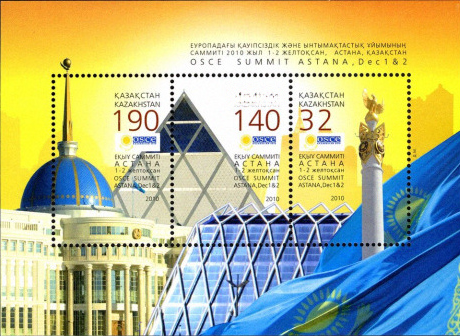 ЕУРОПАДАҒЫ ҚАУІПСІЗДІК ЖӘНЕ ЫНТЫМАҚТАСТЫҚ ҰЙЫМЫНЫҢ
САММИТІ 2010 ЖЫЛ 1-2 ЖЕЛТОҚСАН, АСТАНА, ҚАЗАҚСТАН
OSCE SUMMIT ASTANA, Dec1&2
ҚАЗАҚСТАН
KAZAKHSTAN
190
OSCE
ЕҚЫҰ САММИТІ
АСТАНА
1-2 ЖЕЛТОҚСАН
OSCE SUMMIT
ASTANA, Dec1&2
2010
140
OSCE
ЕҚЫҰ САММИТІ
АСТАНА
1-2 ЖЕЛТОҚСАН
OSCE SUMMIT
ASTANA, Dec1&2
2010
ҚАЗАҚСТАН
KAZAKHSTAN
32
OSCE
ЕҚЫҰ САММИТІ
АСТАНА
1-2 ЖЕЛТОҚСАН
OSCE SUMMIT
ASTANA, Dec1&2
2010